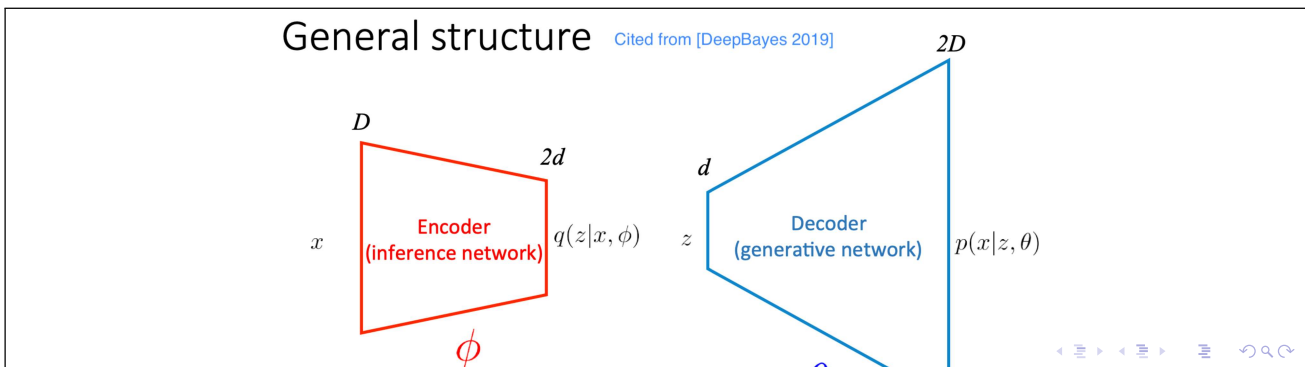 General structure Cited from [DeepBayes 2019]
2D
D
2d
d
x
Encoder
(inference network)
q(z|x, ϕ)
z
Decoder
(generative network)
p(x|z, θ)
ϕ